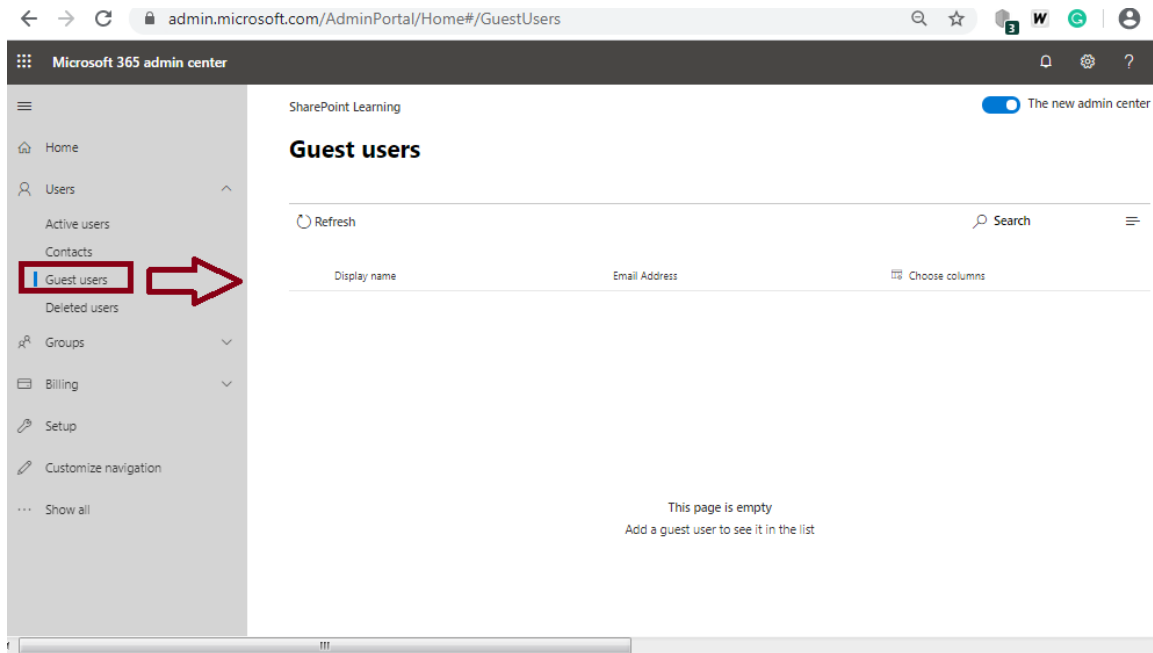 admin.microsoft.com/AdminPortal/Home#/GuestUsers
3
W
G
Microsoft 365 admin center
?
SharePoint Learning
The new admin center
Home
Guest users
Users
Active users
Refresh
Search
Contacts
Guest users
Display name
Email Address
Choose columns
Deleted users
Groups
Billing
Setup
Customize navigation
Show all
This page is empty
Add a guest user to see it in the list